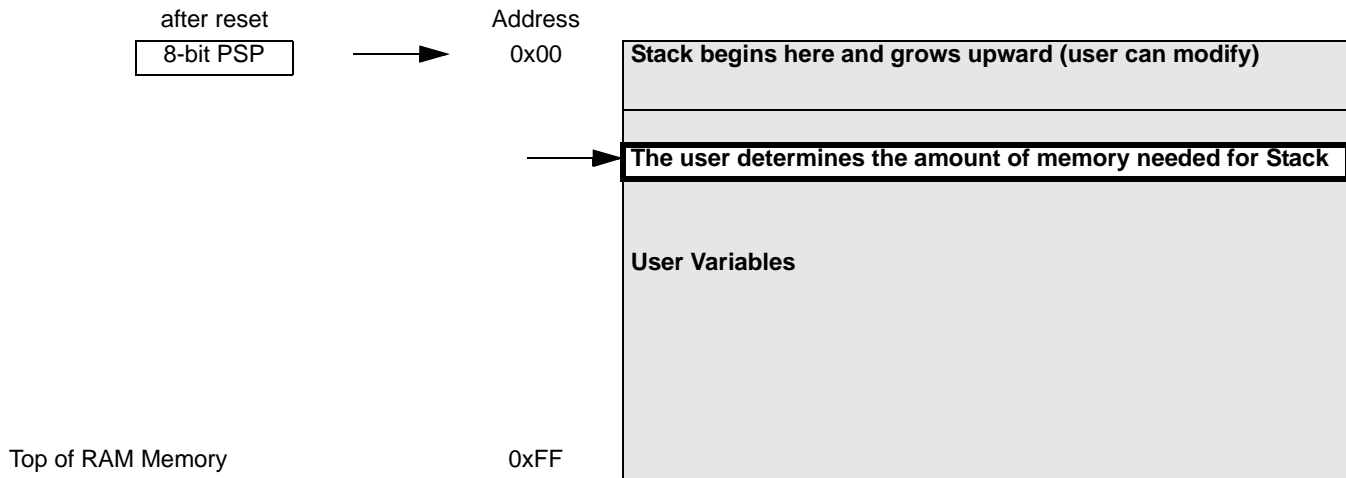 after reset
Address
8-bit PSP
0x00
Stack begins here and grows upward (user can modify)
The user determines the amount of memory needed for Stack
User Variables
Top of RAM Memory
0xFF